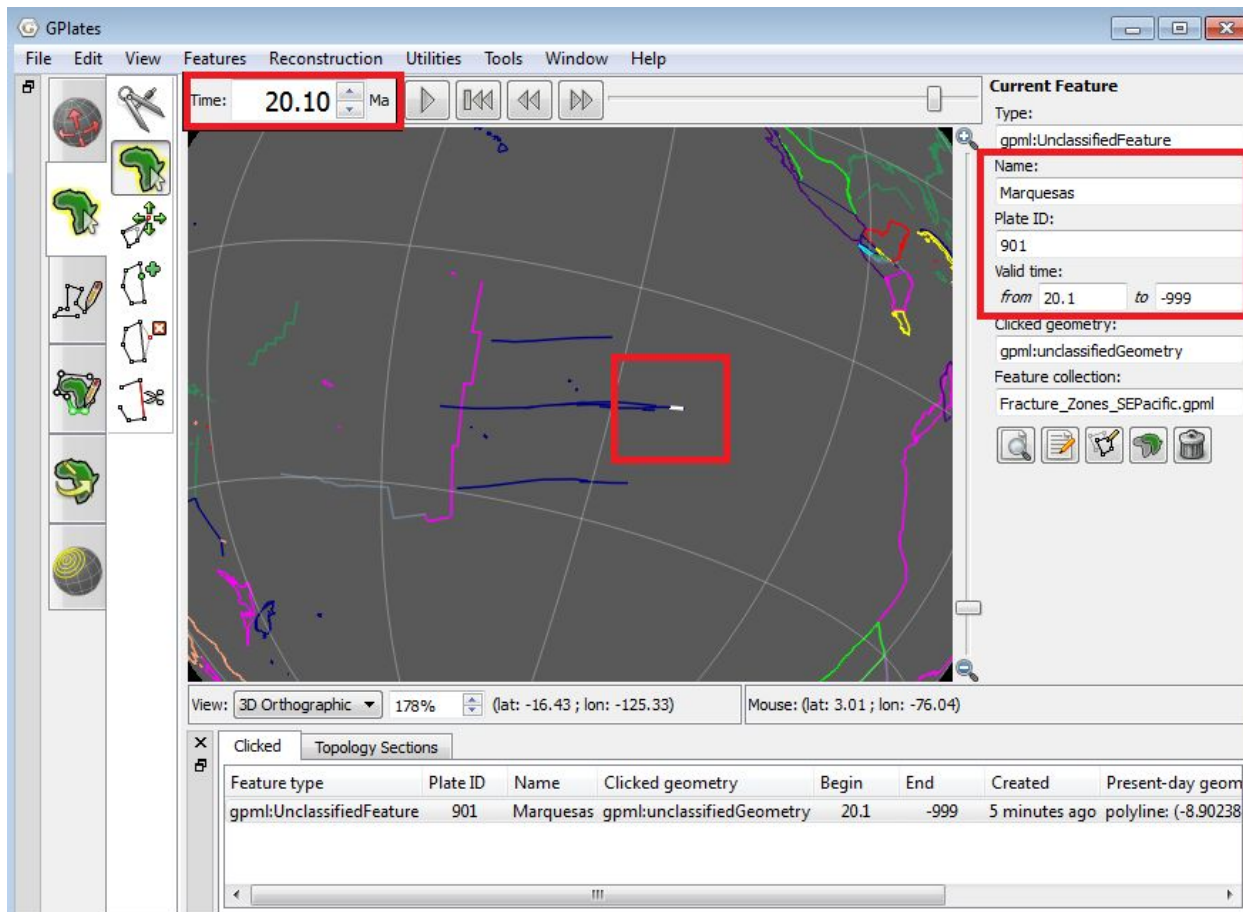 GPlates
File Edit View Features Reconstruction Utilities Tools Window Help
Time: 20.10 Ma
Current Feature
Type:
gpml:UnclassifiedFeature
Name:
Marquesas
Plate ID:
901
Valid time:
from 20.1 to -999
Clicked geometry:
gpml:unclassifiedGeometry
Feature collection:
Fracture_Zones_SEPacific.gpml
View: 3D Orthographic 178% (lat: -16.43 ; lon: -125.33) Mouse: (lat: 3.01 ; lon: -76.04)
Clicked Topology Sections
Feature type Plate ID Name Clicked geometry Begin End Created Present-day geom
gpml:UnclassifiedFeature 901 Marquesas gpml:unclassifiedGeometry 20.1 -999 5 minutes ago polyline: (-8.90238